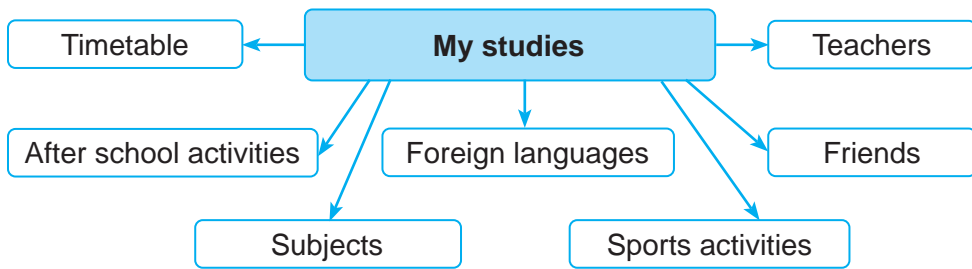 Timetable
My studies
Teachers
After school activities
Foreign languages
Friends
Subjects
Sports activities